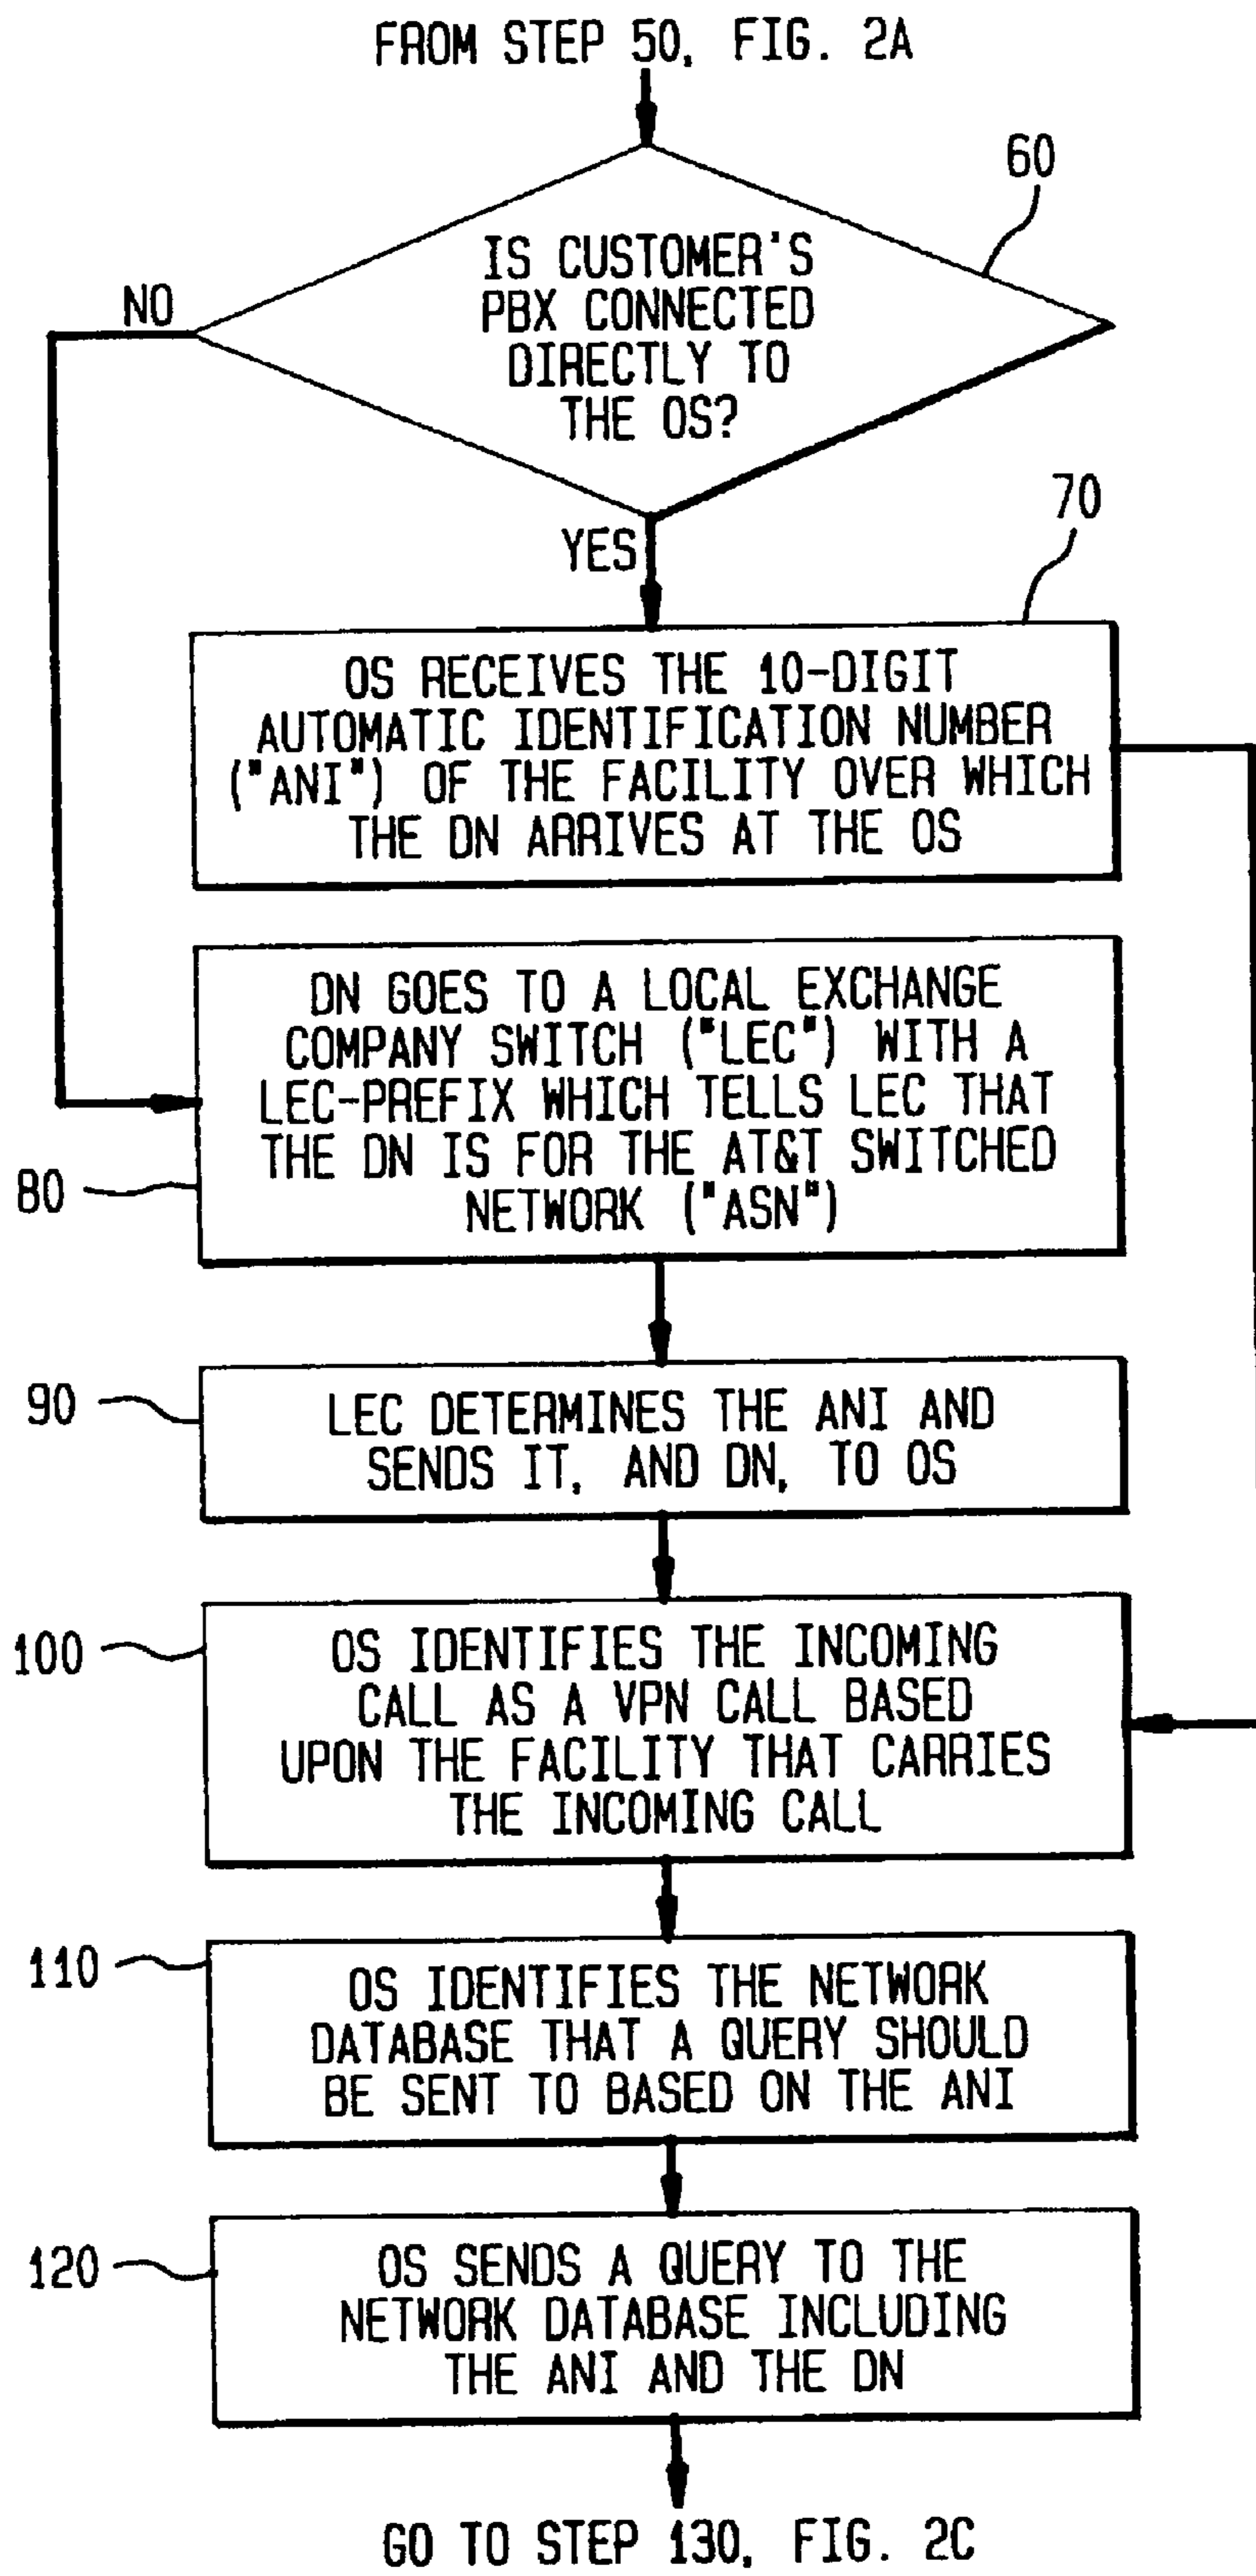 FROM STEP 50, FIG. 2A
60
IS CUSTOMER'S
PBX CONNECTED
DIRECTLY TO
THE OS?
NO
YES
70
OS RECEIVES THE 10-DIGIT
AUTOMATIC IDENTIFICATION NUMBER
("ANI") OF THE FACILITY OVER WHICH
THE DN ARRIVES AT THE OS
DN GOES TO A LOCAL EXCHANGE
COMPANY SWITCH ("LEC") WITH A
LEC-PREFIX WHICH TELLS LEC THAT
THE DN IS FOR THE AT&T SWITCHED
NETWORK ("ASN")
80
90
LEC DETERMINES THE ANI AND
SENDS IT, AND DN, TO OS
100
OS IDENTIFIES THE INCOMING
CALL AS A VPN CALL BASED
UPON THE FACILITY THAT CARRIES
THE INCOMING CALL
110
OS IDENTIFIES THE NETWORK
DATABASE THAT A QUERY SHOULD
BE SENT TO BASED ON THE ANI
120
OS SENDS A QUERY TO THE
NETWORK DATABASE INCLUDING
THE ANI AND THE DN
GO TO STEP 130, FIG. 2C